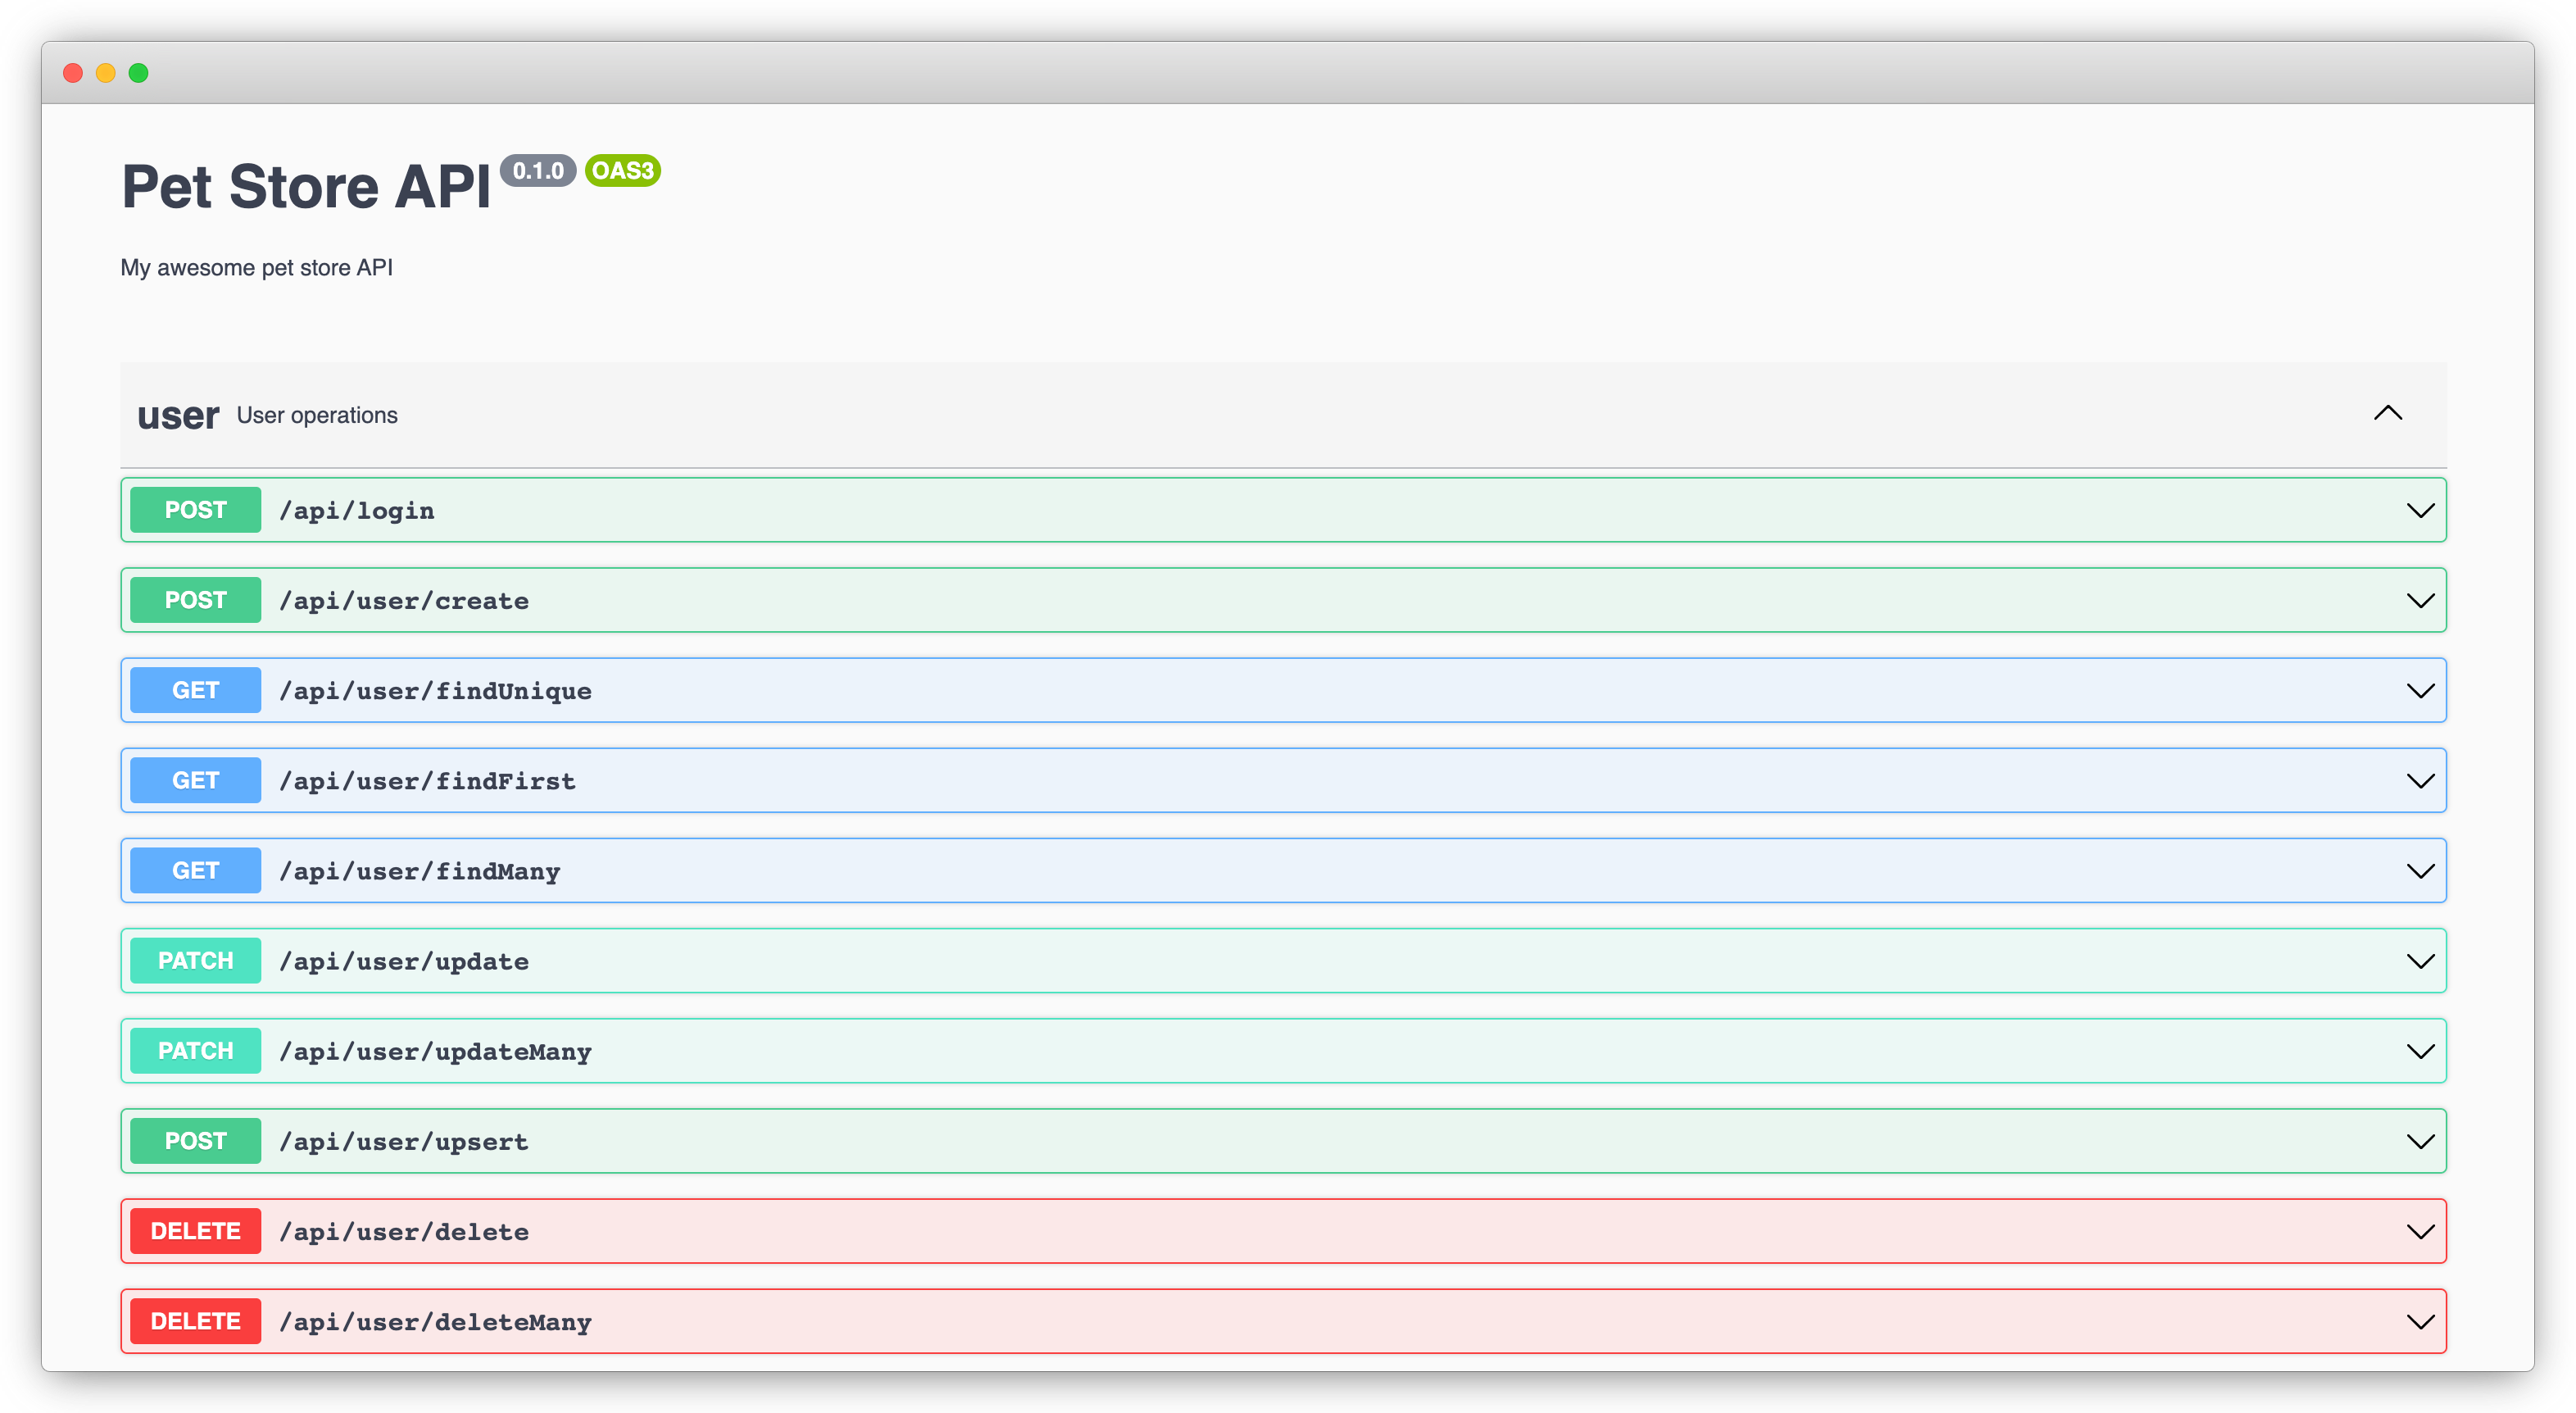 Pet Store API 0.1.0 OAS3
My awesome pet store API
user User operations
POST /api/login
POST /api/user/create
GET /api/user/findUnique
GET /api/user/findFirst
GET /api/user/findMany
PATCH /api/user/update
PATCH /api/user/updateMany
POST /api/user/upsert
DELETE /api/user/delete
DELETE /api/user/deleteMany